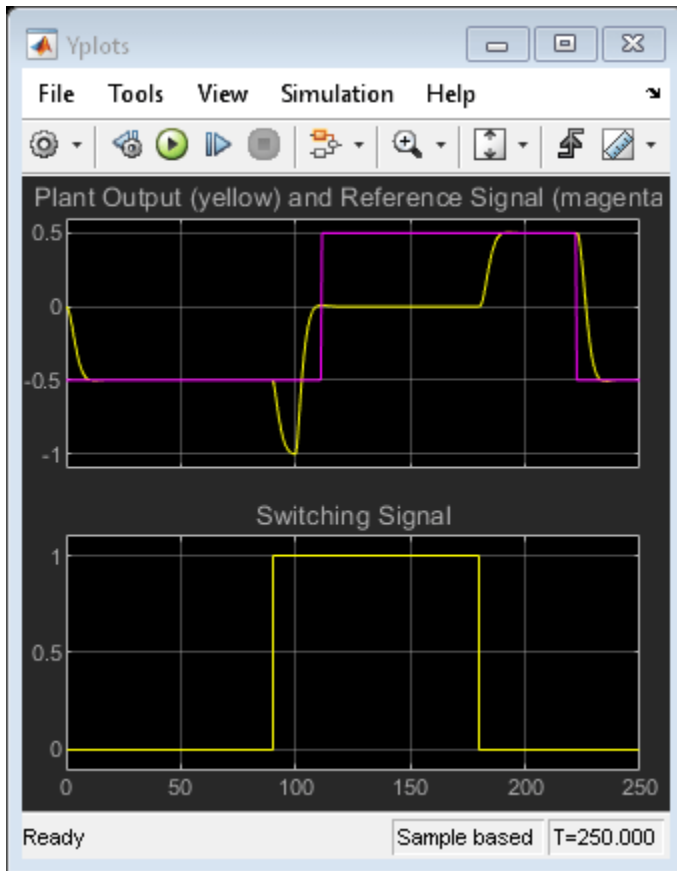 Yplots
File Tools View Simulation Help
Plant Output (yellow) and Reference Signal (magenta
0.5
0
-0.5
-1
Switching Signal
1
0.5
0
0 50 100 150 200 250
Ready Sample based T=250.000